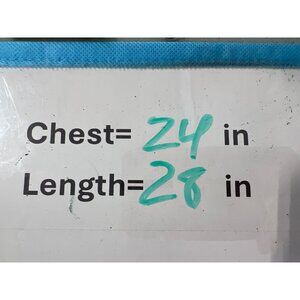 Chest= 24 in
Length= 28 in